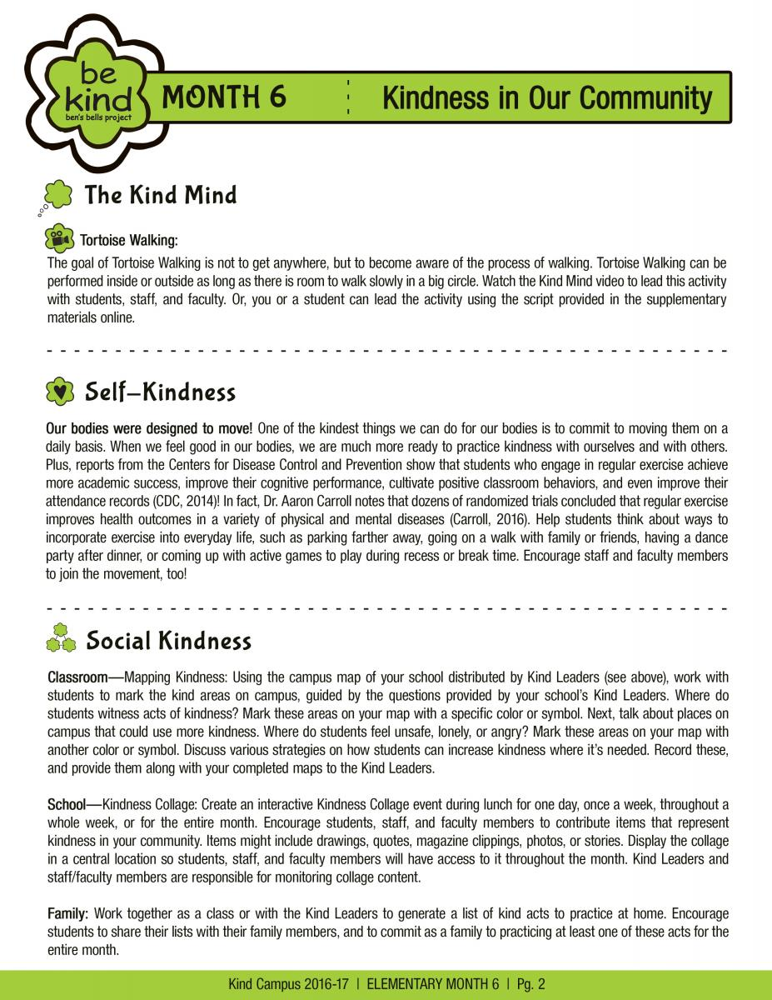 be
kind
ben's bells project
MONTH 6
Kindness in Our Community
The Kind Mind
Tortoise Walking:
The goal of Tortoise Walking is not to get anywhere, but to become aware of the process of walking. Tortoise Walking can be
performed inside or outside as long as there is room to walk slowly in a big circle. Watch the Kind Mind video to lead this activity
with students, staff, and faculty. Or, you or a student can lead the activity using the script provided in the supplementary
materials online.
Self-Kindness
Our bodies were designed to move! One of the kindest things we can do for our bodies is to commit to moving them on a
daily basis. When we feel good in our bodies, we are much more ready to practice kindness with ourselves and with others.
Plus, reports from the Centers for Disease Control and Prevention show that students who engage in regular exercise achieve
more academic success, improve their cognitive performance, cultivate positive classroom behaviors, and even improve their
attendance records (CDC, 2014)! In fact, Dr. Aaron Carroll notes that dozens of randomized trials concluded that regular exercise
improves health outcomes in a variety of physical and mental diseases (Carroll, 2016). Help students think about ways to
incorporate exercise into everyday life, such as parking farther away, going on a walk with family or friends, having a dance
party after dinner, or coming up with active games to play during recess or break time. Encourage staff and faculty members
to join the movement, too!
Social Kindness
Classroom—Mapping Kindness: Using the campus map of your school distributed by Kind Leaders (see above), work with
students to mark the kind areas on campus, guided by the questions provided by your school's Kind Leaders. Where do
students witness acts of kindness? Mark these areas on your map with a specific color or symbol. Next, talk about places on
campus that could use more kindness. Where do students feel unsafe, lonely, or angry? Mark these areas on your map with
another color or symbol. Discuss various strategies on how students can increase kindness where it's needed. Record these,
and provide them along with your completed maps to the Kind Leaders.
School—Kindness Collage: Create an interactive Kindness Collage event during lunch for one day, once a week, throughout a
whole week, or for the entire month. Encourage students, staff, and faculty members to contribute items that represent
kindness in your community. Items might include drawings, quotes, magazine clippings, photos, or stories. Display the collage
in a central location so students, staff, and faculty members will have access to it throughout the month. Kind Leaders and
staff/faculty members are responsible for monitoring collage content.
Family: Work together as a class or with the Kind Leaders to generate a list of kind acts to practice at home. Encourage
students to share their lists with their family members, and to commit as a family to practicing at least one of these acts for the
entire month.
Kind Campus 2016-17 | ELEMENTARY MONTH 6 | Pg. 2